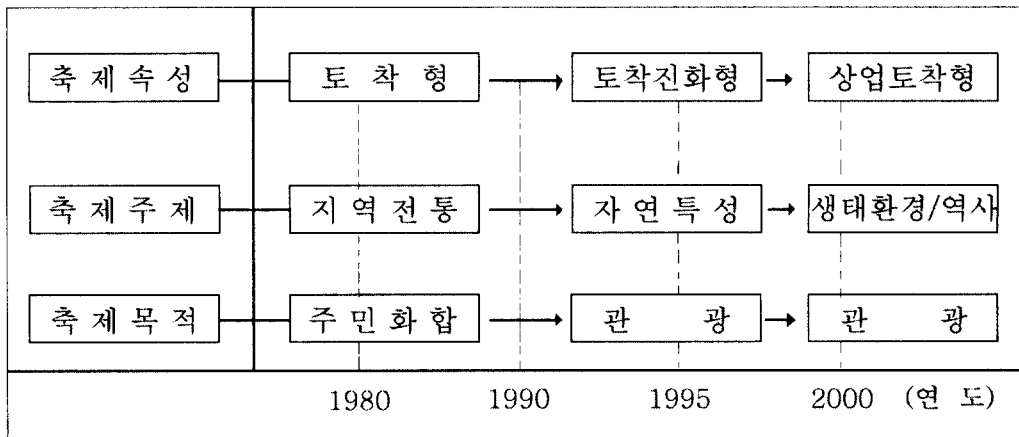 축 제 속 성 토 착 형 토착진화형 상업토착형
축 제 주 제 지 역 전 통 자 연 특 성 생태환경/역사
축 제 목 적 주 민 화 합 관 광 관 광
1980 1990 1995 2000 (연 도)